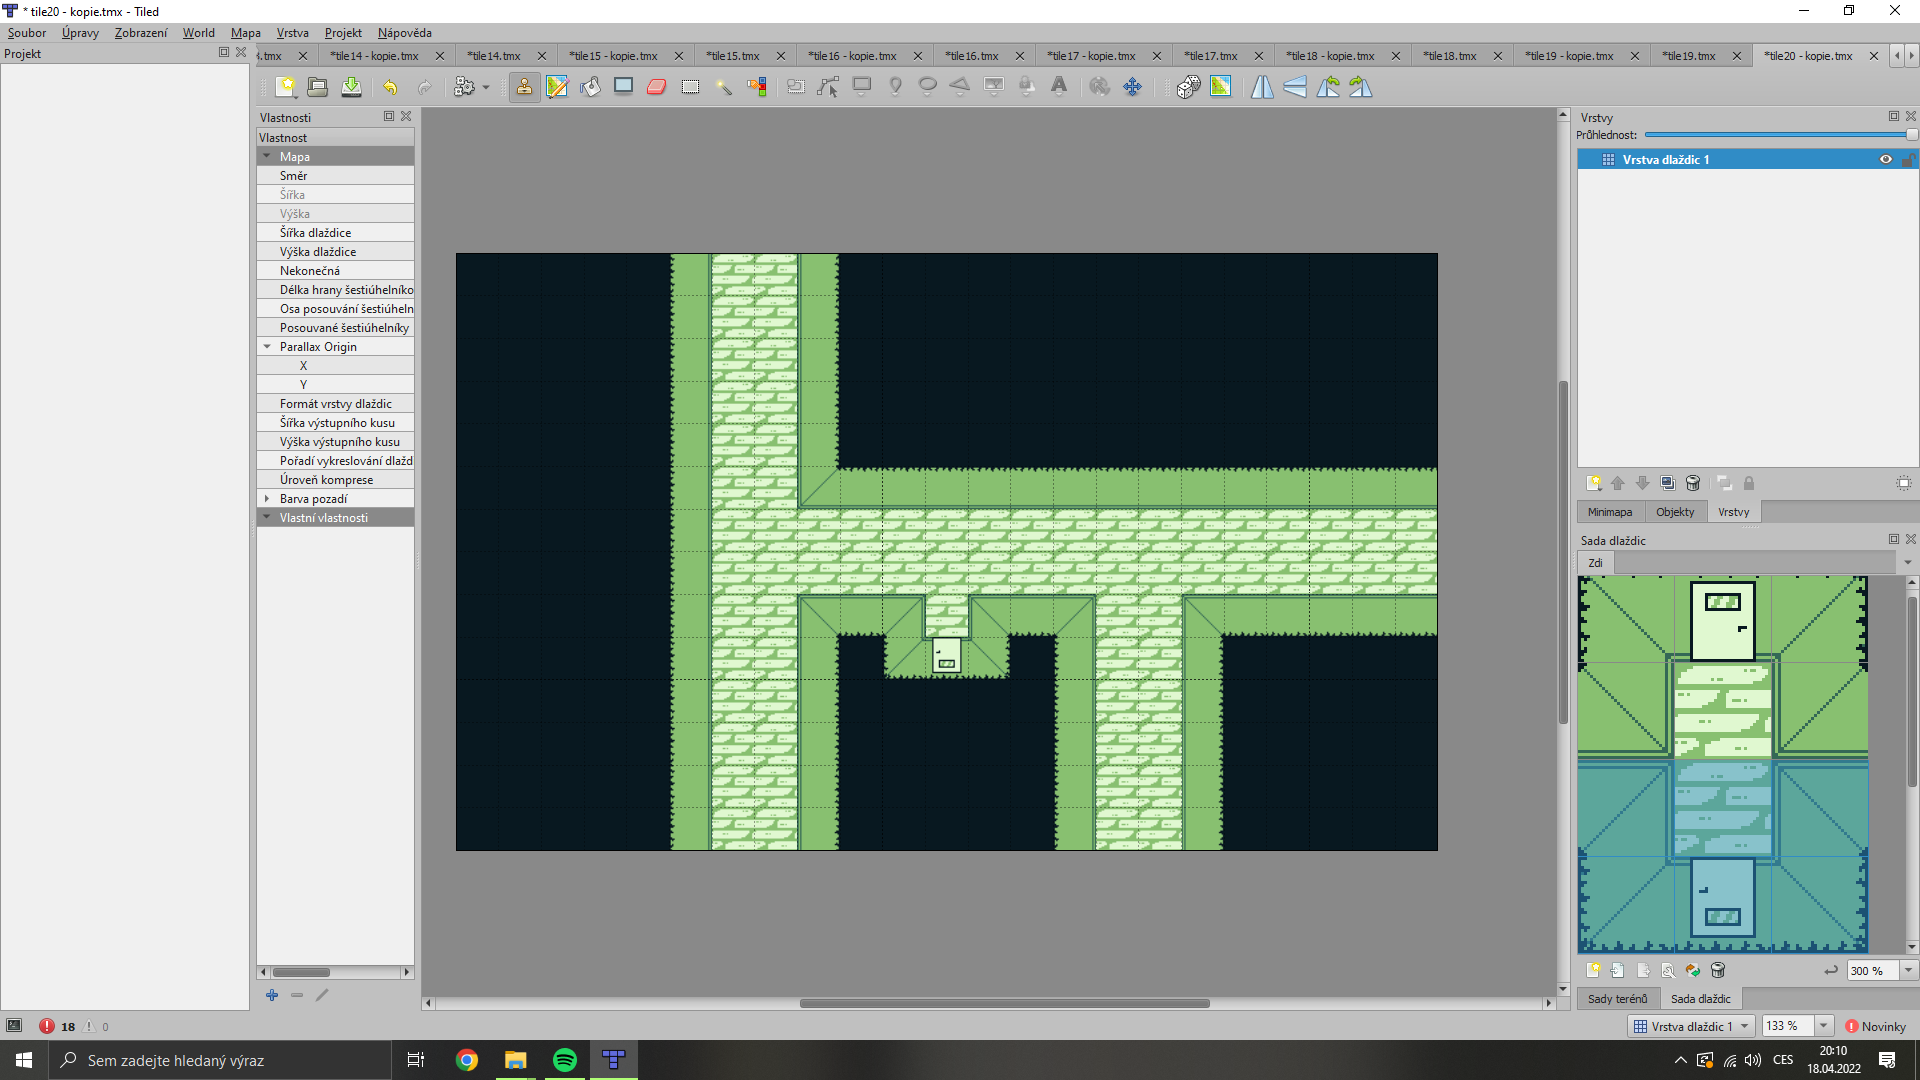 * tile20 - kopie.tmx - Tiled
Soubor Úpravy Zobrazení World Mapa Vrstva Projekt Nápověda
Projekt
.tmx *tile14 - kopie.tmx *tile14.tmx *tile15 - kopie.tmx *tile15.tmx *tile16 - kopie.tmx *tile16.tmx *tile17 - kopie.tmx *tile17.tmx *tile18 - kopie.tmx *tile18.tmx *tile19 - kopie.tmx *tile19.tmx *tile20 - kopie.tmx
Vlastnosti
Vlastnost
Mapa
Směr
Šířka
Výška
Šířka dlaždice
Výška dlaždice
Nekonečná
Délka hrany šestiúhelníko
Osa posouvání šestiúheln
Posouvané šestiúhelníky
Parallax Origin
X
Y
Formát vrstvy dlaždic
Šířka výstupního kusu
Výška výstupního kusu
Pořadí vykreslování dlažd
Úroveň komprese
Barva pozadí
Vlastní vlastnosti
Vrstvy
Průhlednost:
Vrstva dlaždic 1
Minimapa Objekty Vrstvy
Sada dlaždic
Zdi
300 %
Sady terénů Sada dlaždic
18 0
Vrstva dlaždic 1 133 % Novinky
Sem zadejte hledaný výraz
CES
20:10
18.04.2022